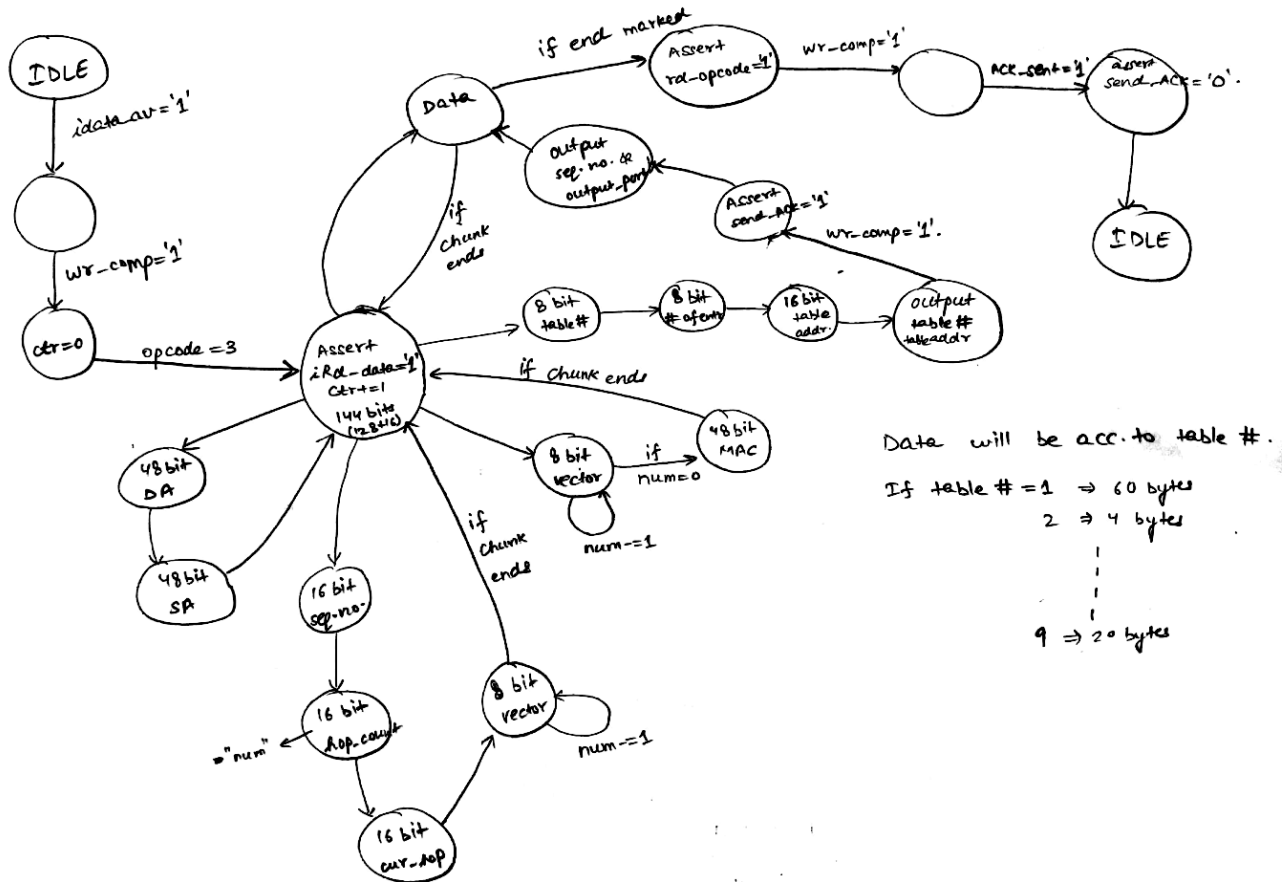 IDLE
idata_av='1'
wr_comp='1'
ctr=0
opcode=3
Data
if end marked
Assert
rd_opcode='1'
wr_comp='1'
ACK_sent='1'
assert
send_ACK='0'.
IDLE
output
seq.no. &
output_port
Assert
send_ACK='1'
wr_comp='1'.
if
chunk
ends
8 bit
table#
8 bit
# of entr
16 bit
table
addr.
output
table#
tableaddr
Assert
iRd_data='1'
ctr+=1
144 bits
(128+16)
if chunk ends
48 bit
DA
48 bit
SA
8 bit
vector
if
num=0
48 bit
MAC
num-=1
16 bit
seq.no.
16 bit
hop_count
="num"
16 bit
cur_hop
8 bit
vector
num-=1
if
chunk
ends
Data will be acc. to table #.
If table # = 1 ⇒ 60 bytes
2 ⇒ 4 bytes
9 ⇒ 20 bytes